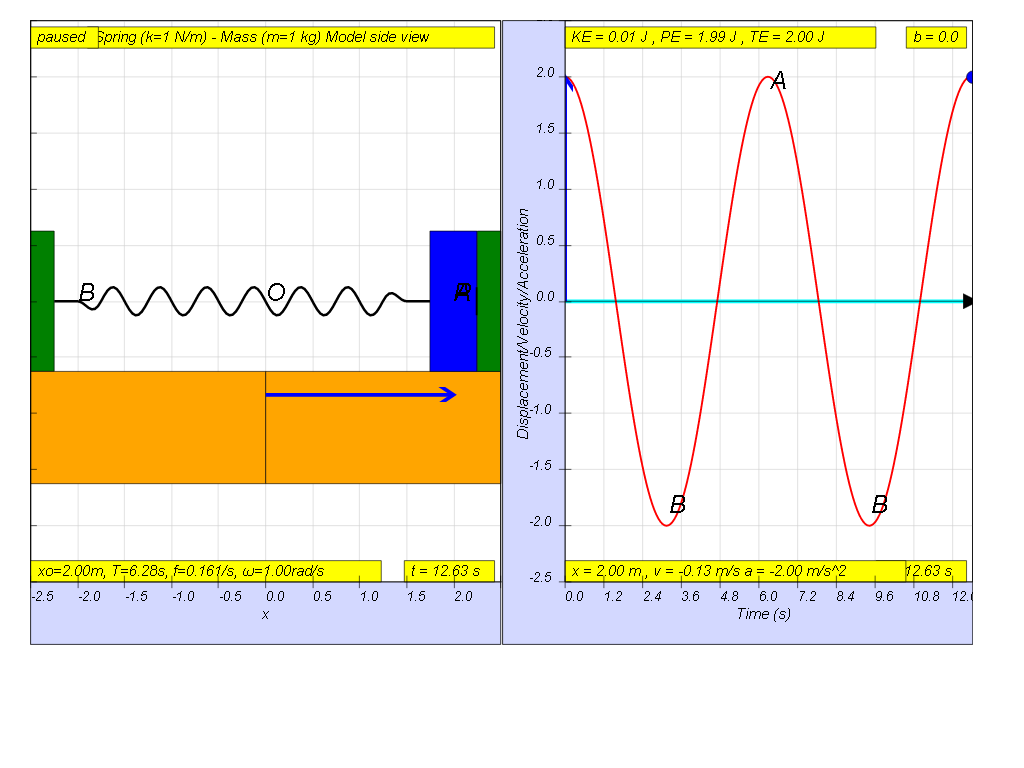 paused
Spring (k=1 N/m) - Mass (m=1 kg) Model side view
B
O
xo=2.00m, T=6.28s, f=0.161/s, ω=1.00rad/s
t = 12.63 s
-2.5 -2.0 -1.5 -1.0 -0.5 0.0 0.5 1.0 1.5 2.0
x
KE = 0.01 J , PE = 1.99 J , TE = 2.00 J
b = 0.0
Displacement/Velocity/Acceleration
2.0
1.5
1.0
0.5
0.0
-0.5
-1.0
-1.5
-2.0
-2.5
A
B
B
x = 2.00 m , v = -0.13 m/s a = -2.00 m/s^2
12.63 s
0.0 1.2 2.4 3.6 4.8 6.0 7.2 8.4 9.6 10.8 12.0
Time (s)